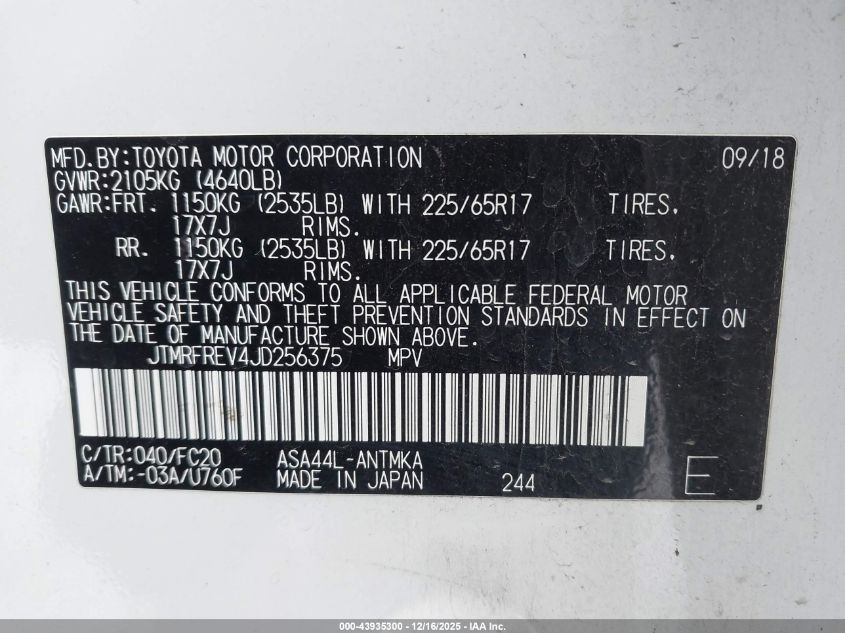 MFD.BY:TOYOTA MOTOR CORPORATION 09/18
GVWR:2105KG (4640LB)
GAWR:FRT. 1150KG (2535LB) WITH 225/65R17 TIRES,
17X7J RIMS.
RR. 1150KG (2535LB) WITH 225/65R17 TIRES,
17X7J RIMS.
THIS VEHICLE CONFORMS TO ALL APPLICABLE FEDERAL MOTOR
VEHICLE SAFETY AND THEFT PREVENTION STANDARDS IN EFFECT ON
THE DATE OF MANUFACTURE SHOWN ABOVE.
JTMRFREV4JD256375 MPV
C/TR:040/FC20 ASA44L-ANTMKA
A/TM:-03A/U760F MADE IN JAPAN 244 E
000-43935300 - 12/16/2025 - IAA Inc.